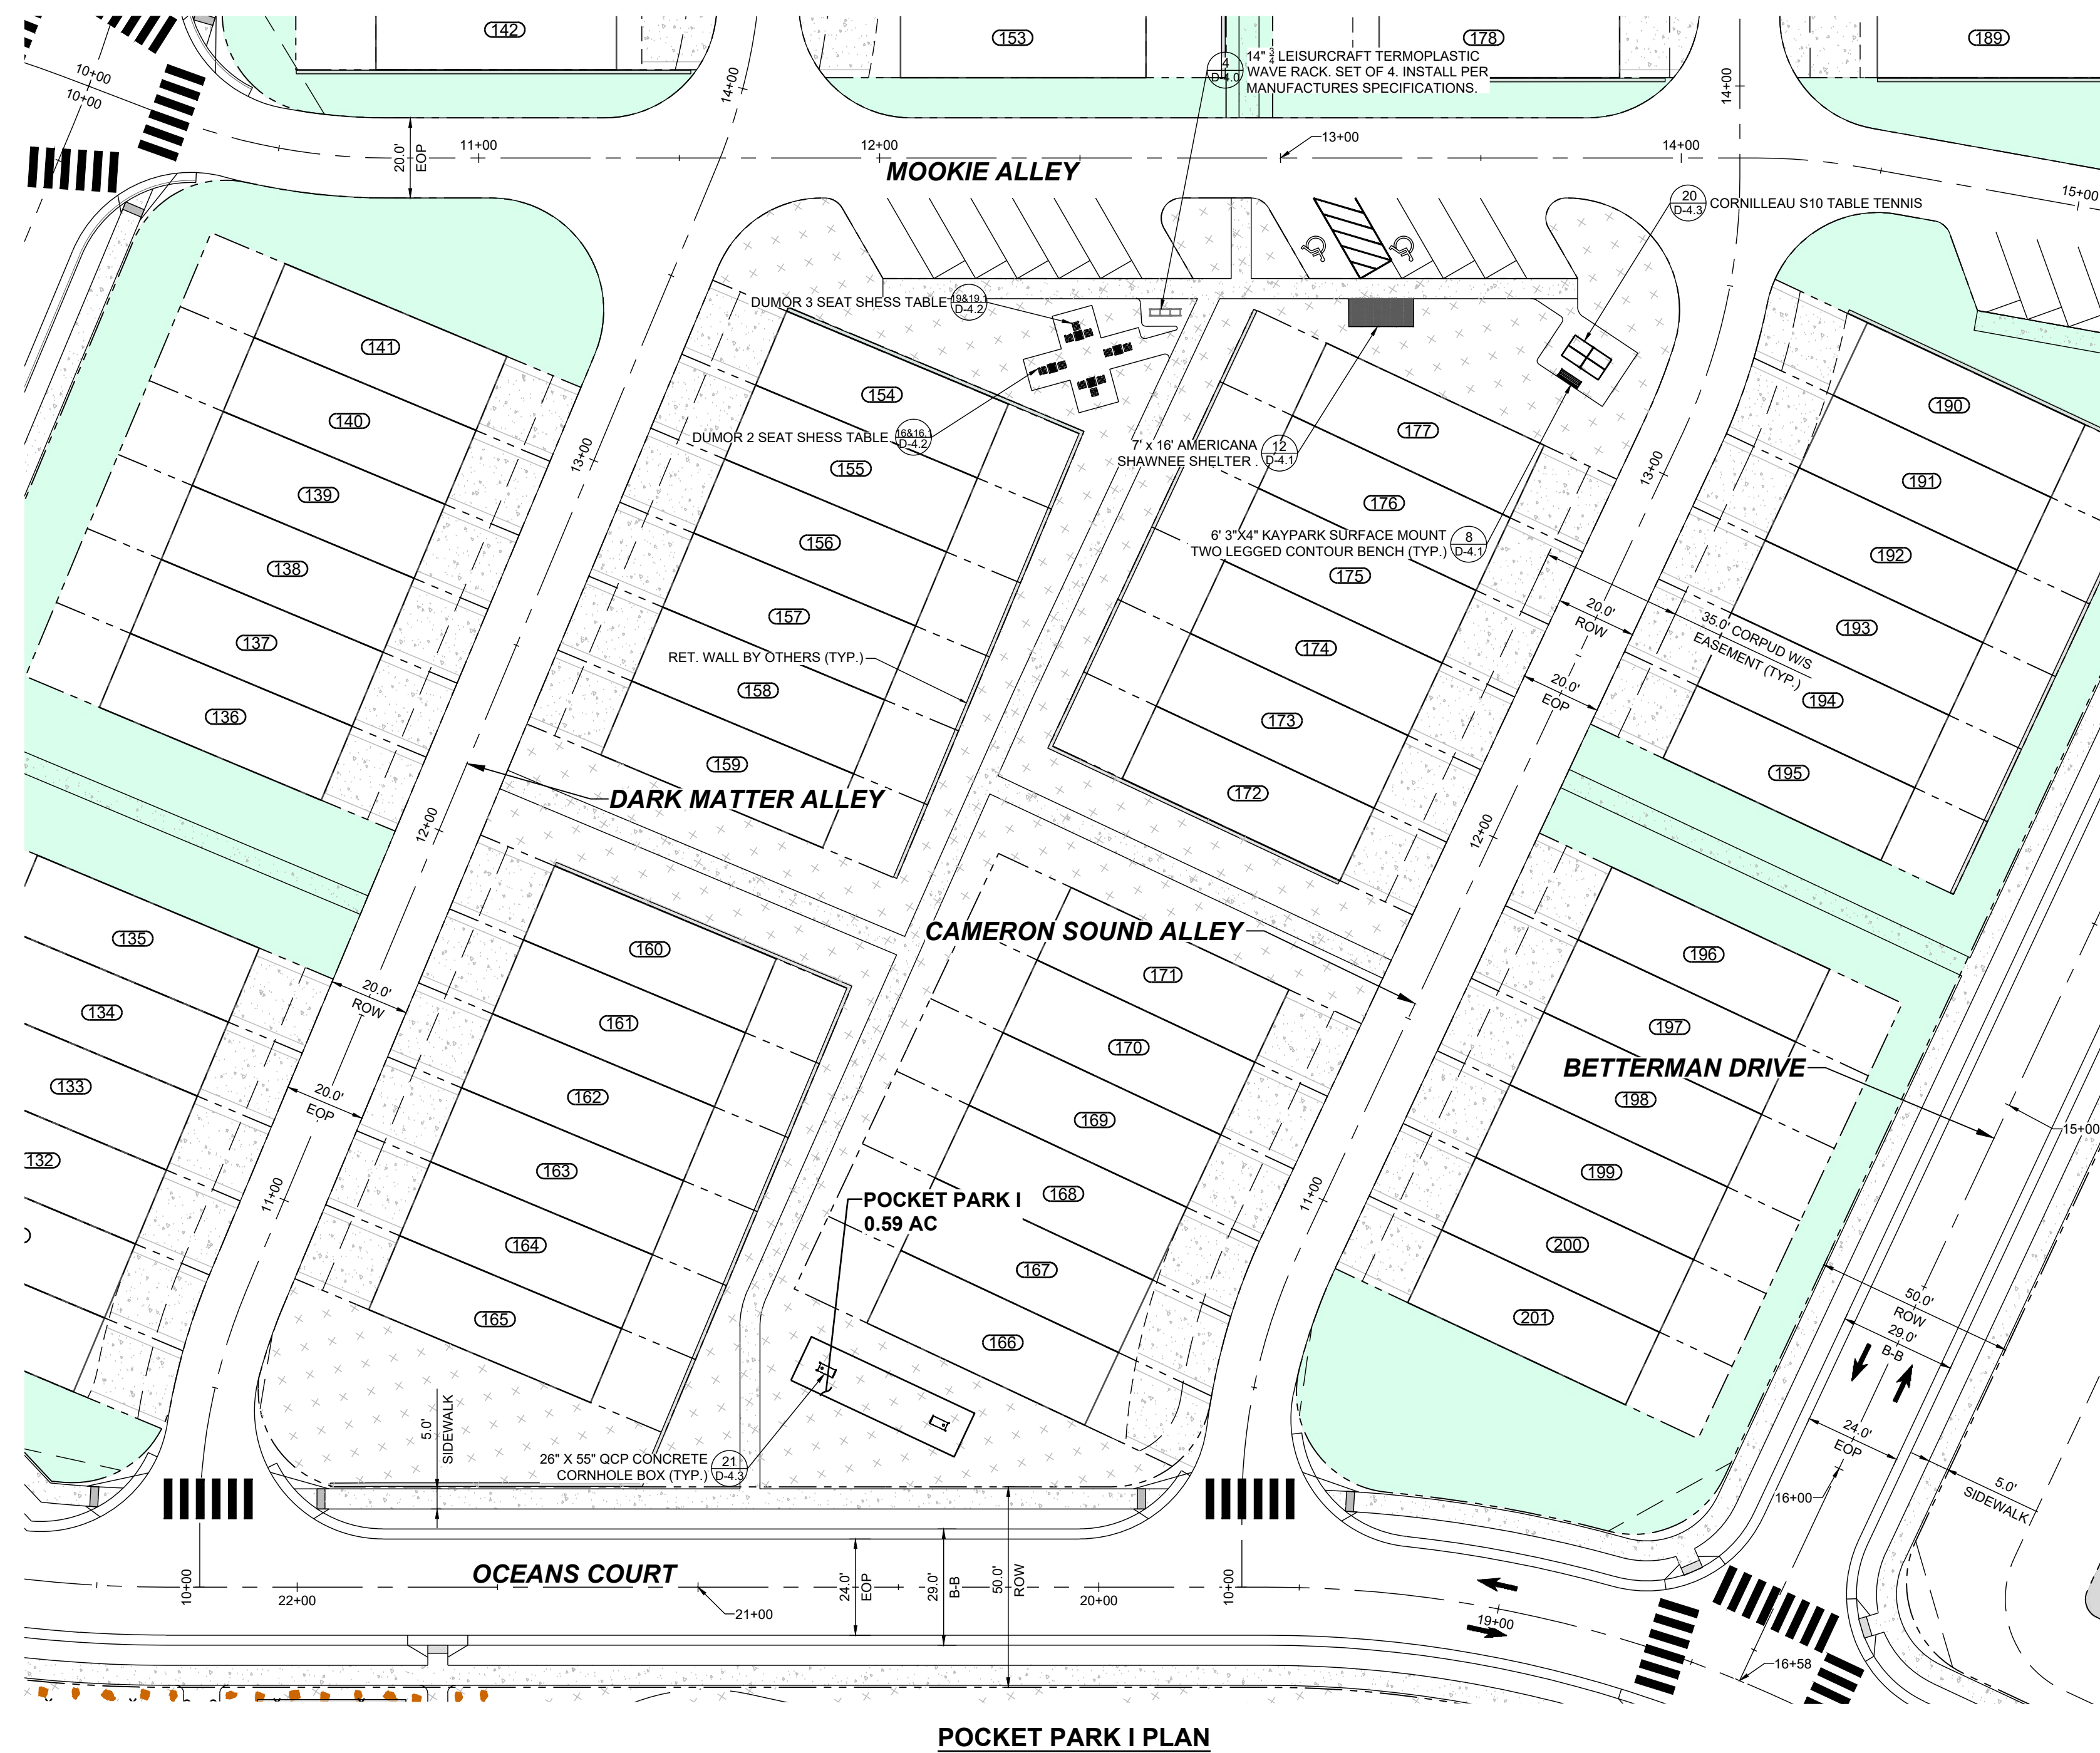 142
153
178
189
4
D-4.0
14" 3/4 LEISURCRAFT TERMOPLASTIC
WAVE RACK. SET OF 4. INSTALL PER
MANUFACTURES SPECIFICATIONS.
10+00
10+00
14+00
14+00
20.0'
EOP
11+00
12+00
13+00
14+00
15+00
MOOKIE ALLEY
20
D-4.3
CORNILLEAU S10 TABLE TENNIS
DUMOR 3 SEAT SHESS TABLE
19&19.1
D-4.2
DUMOR 2 SEAT SHESS TABLE
16&16.1
D-4.2
7' x 16' AMERICANA
SHAWNEE SHELTER .
12
D-4.1
6' 3"X4" KAYPARK SURFACE MOUNT
TWO LEGGED CONTOUR BENCH (TYP.)
8
D-4.1
141
140
139
138
137
136
13+00
154
155
156
157
RET. WALL BY OTHERS (TYP.)
158
159
177
176
175
174
173
172
13+00
190
191
192
193
194
195
20.0'
ROW
35.0' CORPUD W/S
EASEMENT (TYP.)
20.0'
EOP
DARK MATTER ALLEY
12+00
12+00
CAMERON SOUND ALLEY
135
134
133
132
20.0'
ROW
20.0'
EOP
11+00
160
161
162
163
164
165
171
170
169
168
167
166
11+00
196
197
198
199
200
201
BETTERMAN DRIVE
15+00
POCKET PARK I
0.59 AC
50.0'
ROW
29.0'
B-B
24.0'
EOP
5.0'
SIDEWALK
16+00
5.0'
SIDEWALK
26" X 55" QCP CONCRETE
CORNHOLE BOX (TYP.)
21
D-4.3
OCEANS COURT
10+00
22+00
21+00
24.0'
EOP
29.0'
B-B
50.0'
ROW
20+00
10+00
19+00
16+58
POCKET PARK I PLAN